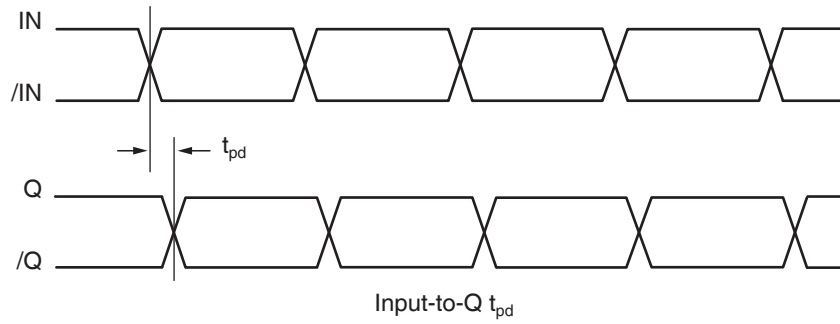 IN
/IN
tpd
Q
/Q
Input-to-Q tpd